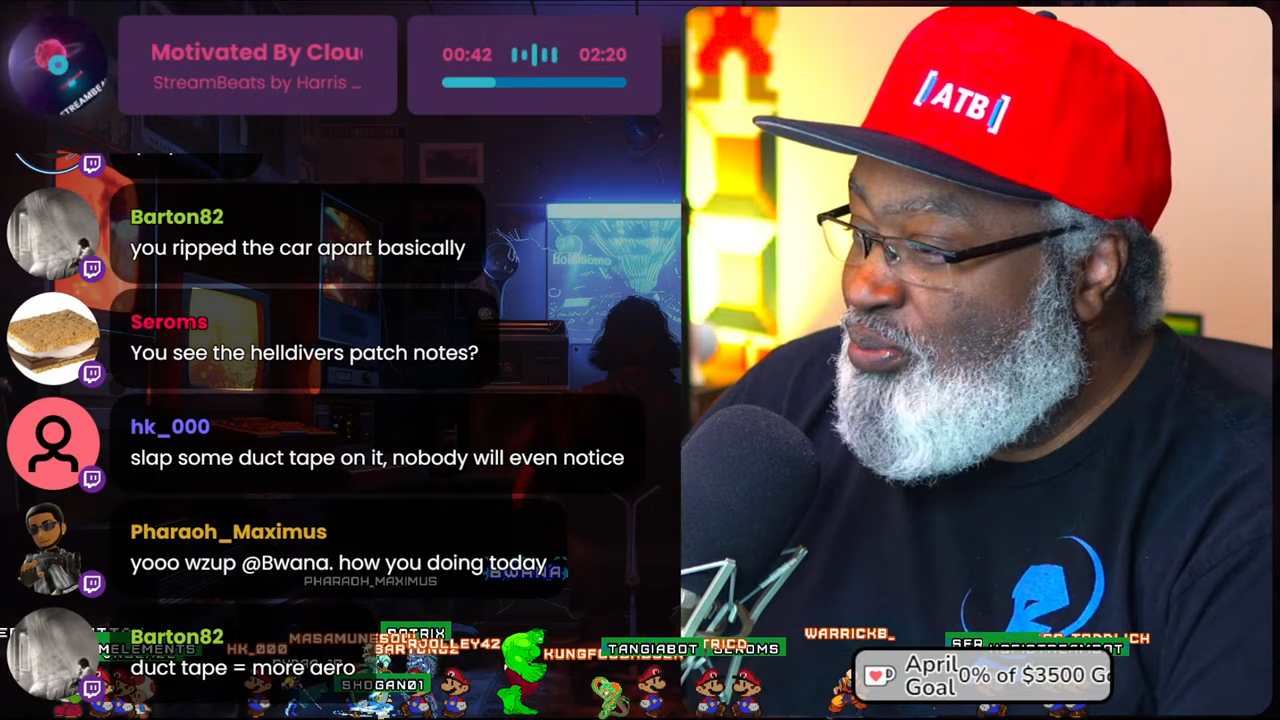 Motivated By Clou
StreamBeats by Harris ...
00:42
02:20
[ATB]
Barton82
you ripped the car apart basically
Seroms
You see the helldivers patch notes?
hk_000
slap some duct tape on it, nobody will even notice
Pharaoh_Maximus
yooo wzup @Bwana. how you doing today
PHARAOH_MAXIMUS
BWANA
Barton82
duct tape = more aero
HK_000
SHOGAN01
TANGIABOT
WARRICKB_
April
Goal
0% of $3500 G